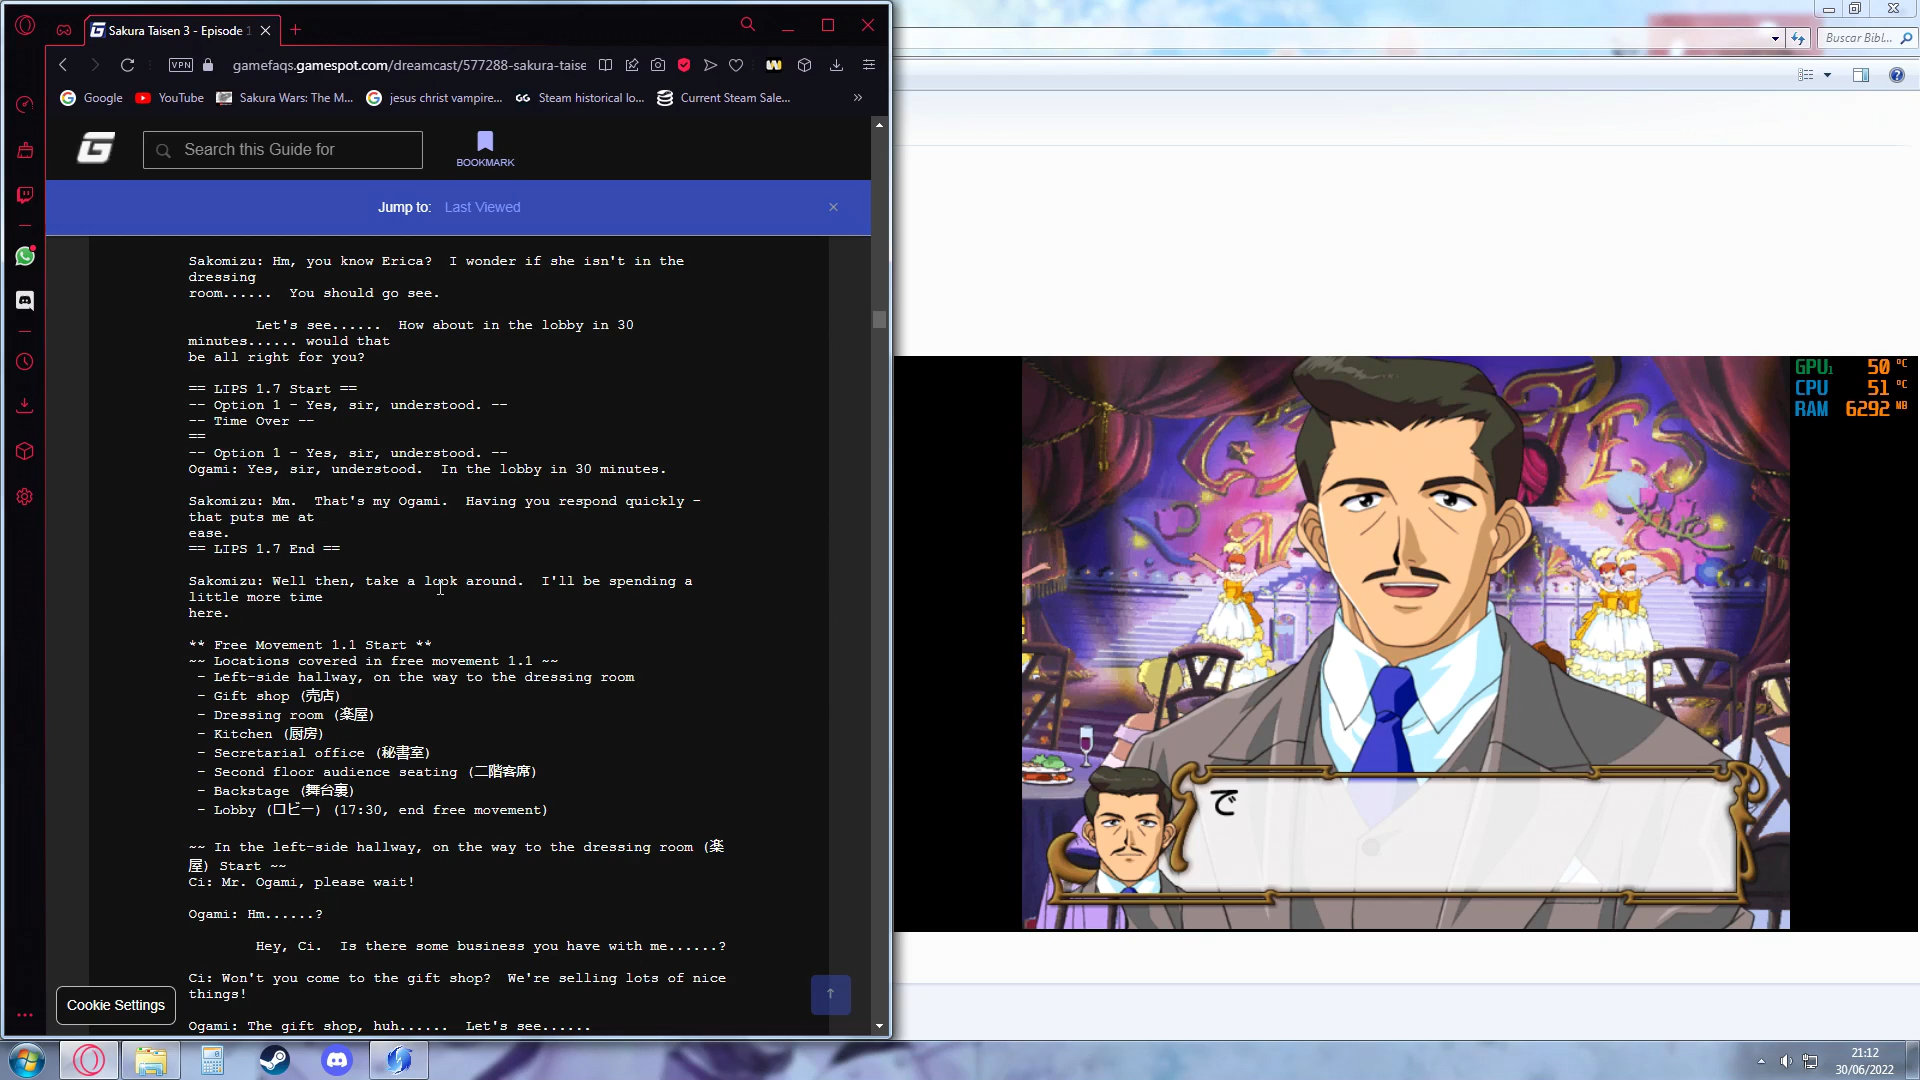 Sakura Taisen 3 - Episode 1
VPN
gamefaqs.gamespot.com/dreamcast/577288-sakura-taise
Google
YouTube
Sakura Wars: The M...
jesus christ vampire...
Steam historical lo...
Current Steam Sale...
Search this Guide for
BOOKMARK
Jump to: Last Viewed
Sakomizu: Hm, you know Erica?  I wonder if she isn't in the
dressing
room......  You should go see.
Let's see......  How about in the lobby in 30
minutes...... would that
be all right for you?
== LIPS 1.7 Start ==
-- Option 1 - Yes, sir, understood. --
-- Time Over --
==
-- Option 1 - Yes, sir, understood. --
Ogami: Yes, sir, understood.  In the lobby in 30 minutes.
Sakomizu: Mm.  That's my Ogami.  Having you respond quickly -
that puts me at
ease.
== LIPS 1.7 End ==
Sakomizu: Well then, take a look around.  I'll be spending a
little more time
here.
** Free Movement 1.1 Start **
~~ Locations covered in free movement 1.1 ~~
- Left-side hallway, on the way to the dressing room
- Gift shop (売店)
- Dressing room (楽屋)
- Kitchen (厨房)
- Secretarial office (秘書室)
- Second floor audience seating (二階客席)
- Backstage (舞台裏)
- Lobby (ロビー) (17:30, end free movement)
~~ In the left-side hallway, on the way to the dressing room (楽
屋) Start ~~
Ci: Mr. Ogami, please wait!
Ogami: Hm......?
Hey, Ci.  Is there some business you have with me......?
Ci: Won't you come to the gift shop?  We're selling lots of nice
things!
Ogami: The gift shop, huh......  Let's see......
Cookie Settings
Buscar Bibl...
GPU1 50 °C
CPU 51 °C
RAM 6292 MB
で
21:12
30/06/2022